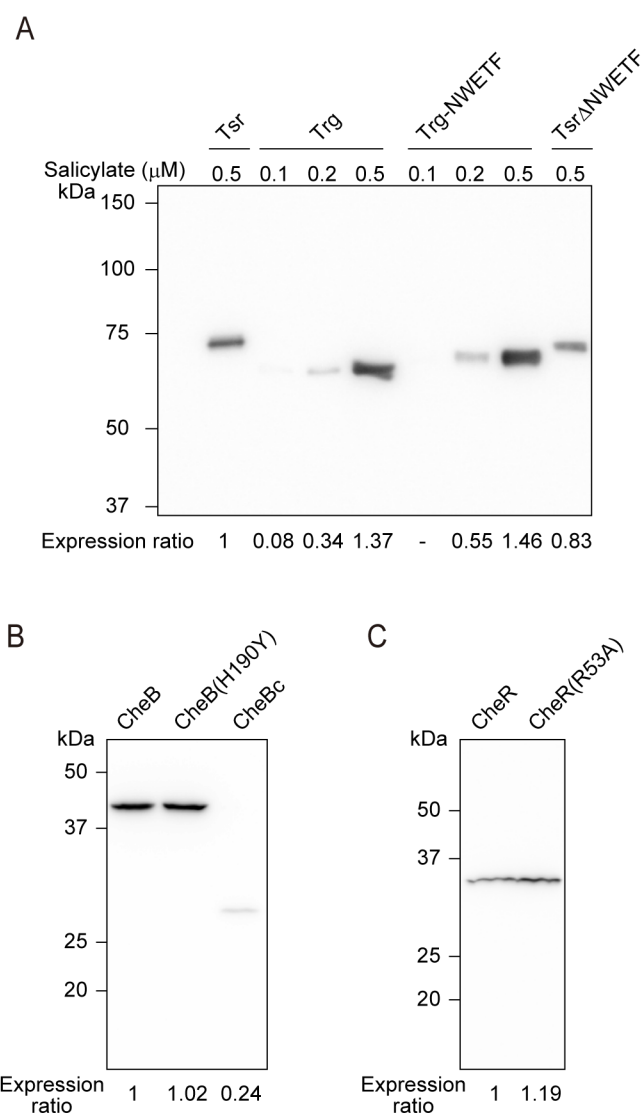 A
Tsr Trg Trg-NWETF TsrΔNWETF
Salicylate (μM) 0.5 0.1 0.2 0.5 0.1 0.2 0.5 0.5
kDa
150
100
75
50
37
Expression ratio 1 0.08 0.34 1.37 - 0.55 1.46 0.83
B
CheB CheB(H190Y) CheBc
kDa
50
37
25
20
Expression
ratio 1 1.02 0.24
C
CheR CheR(R53A)
kDa
50
37
25
20
Expression
ratio 1 1.19